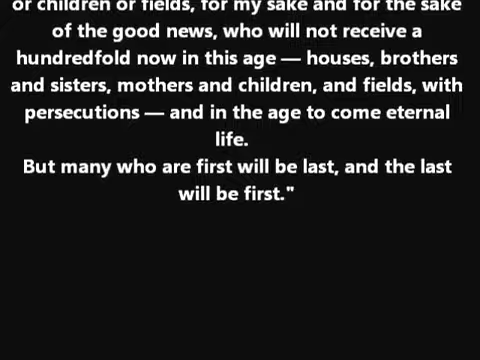 or children or fields, for my sake and for the sake
of the good news, who will not receive a
hundredfold now in this age — houses, brothers
and sisters, mothers and children, and fields, with
persecutions — and in the age to come eternal
life.
But many who are first will be last, and the last
will be first."